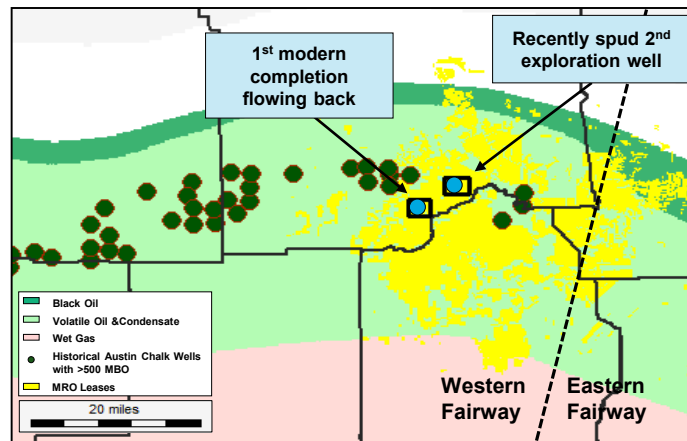 1st modern
completion
flowing back
Recently spud 2nd
exploration well
Black Oil
Volatile Oil &Condensate
Wet Gas
Historical Austin Chalk Wells
with >500 MBO
MRO Leases
20 miles
Western
Fairway
Eastern
Fairway